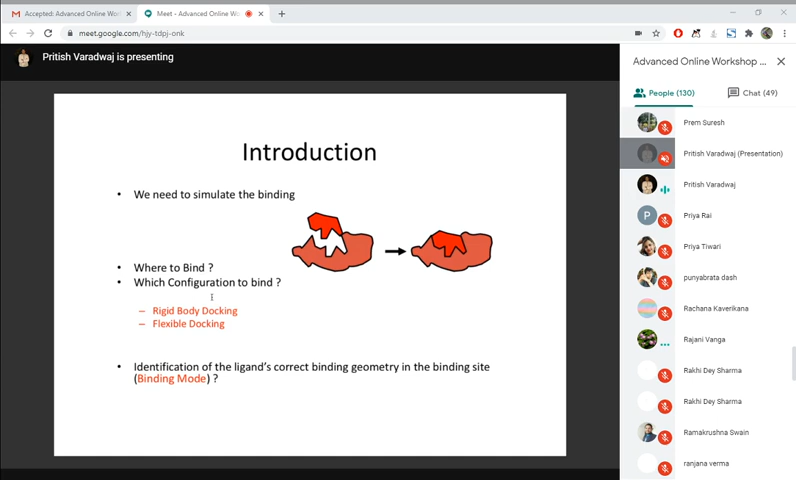 Accepted: Advanced Online Work
Meet - Advanced Online Wo
meet.google.com/hjy-tdpj-onk
Pritish Varadwaj is presenting
Introduction
• We need to simulate the binding
• Where to Bind ?
• Which Configuration to bind ?
– Rigid Body Docking
– Flexible Docking
• Identification of the ligand's correct binding geometry in the binding site
(Binding Mode) ?
Advanced Online Workshop ...
People (130)
Chat (49)
Prem Suresh
Pritish Varadwaj (Presentation)
Pritish Varadwaj
P
Priya Rai
Priya Tiwari
punyabrata dash
Rachana Kaverikana
Rajani Vanga
Rakhi Dey Sharma
Rakhi Dey Sharma
Ramakrushna Swain
ranjana verma